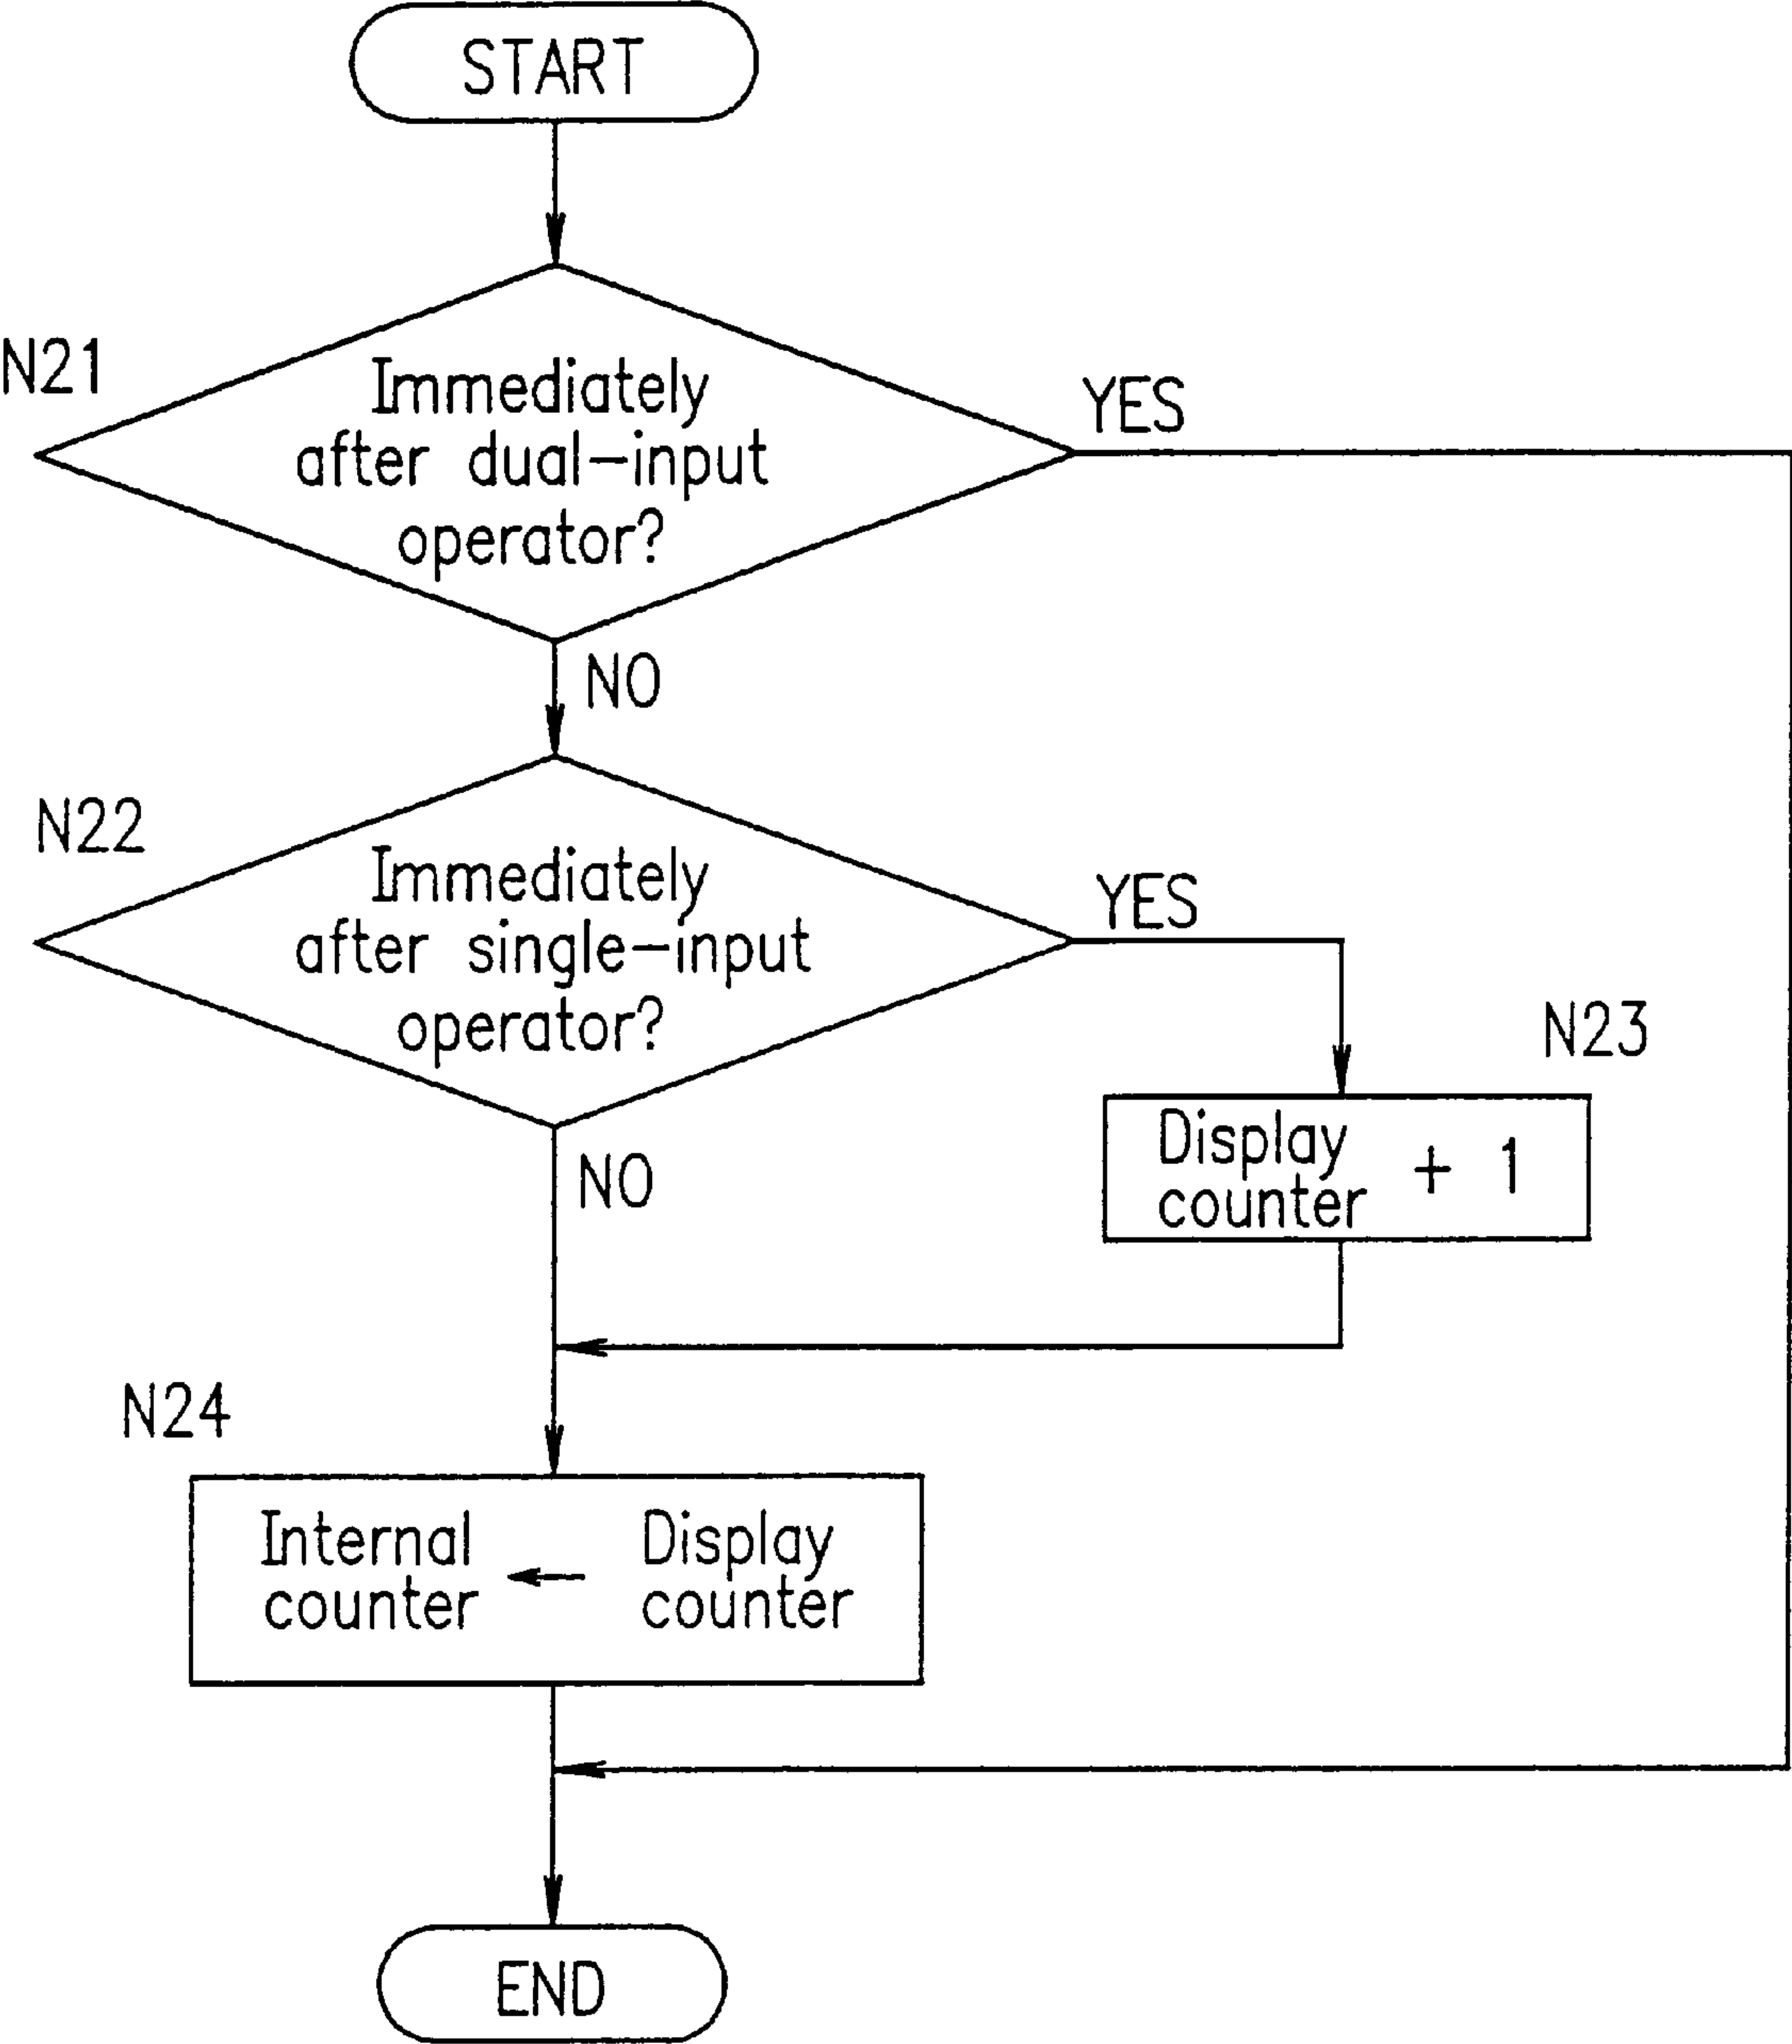 START
N21
Immediately
after dual-input
operator?
YES
NO
N22
Immediately
after single-input
operator?
YES
N23
Display
counter + 1
NO
N24
Internal
counter
←
Display
counter
END